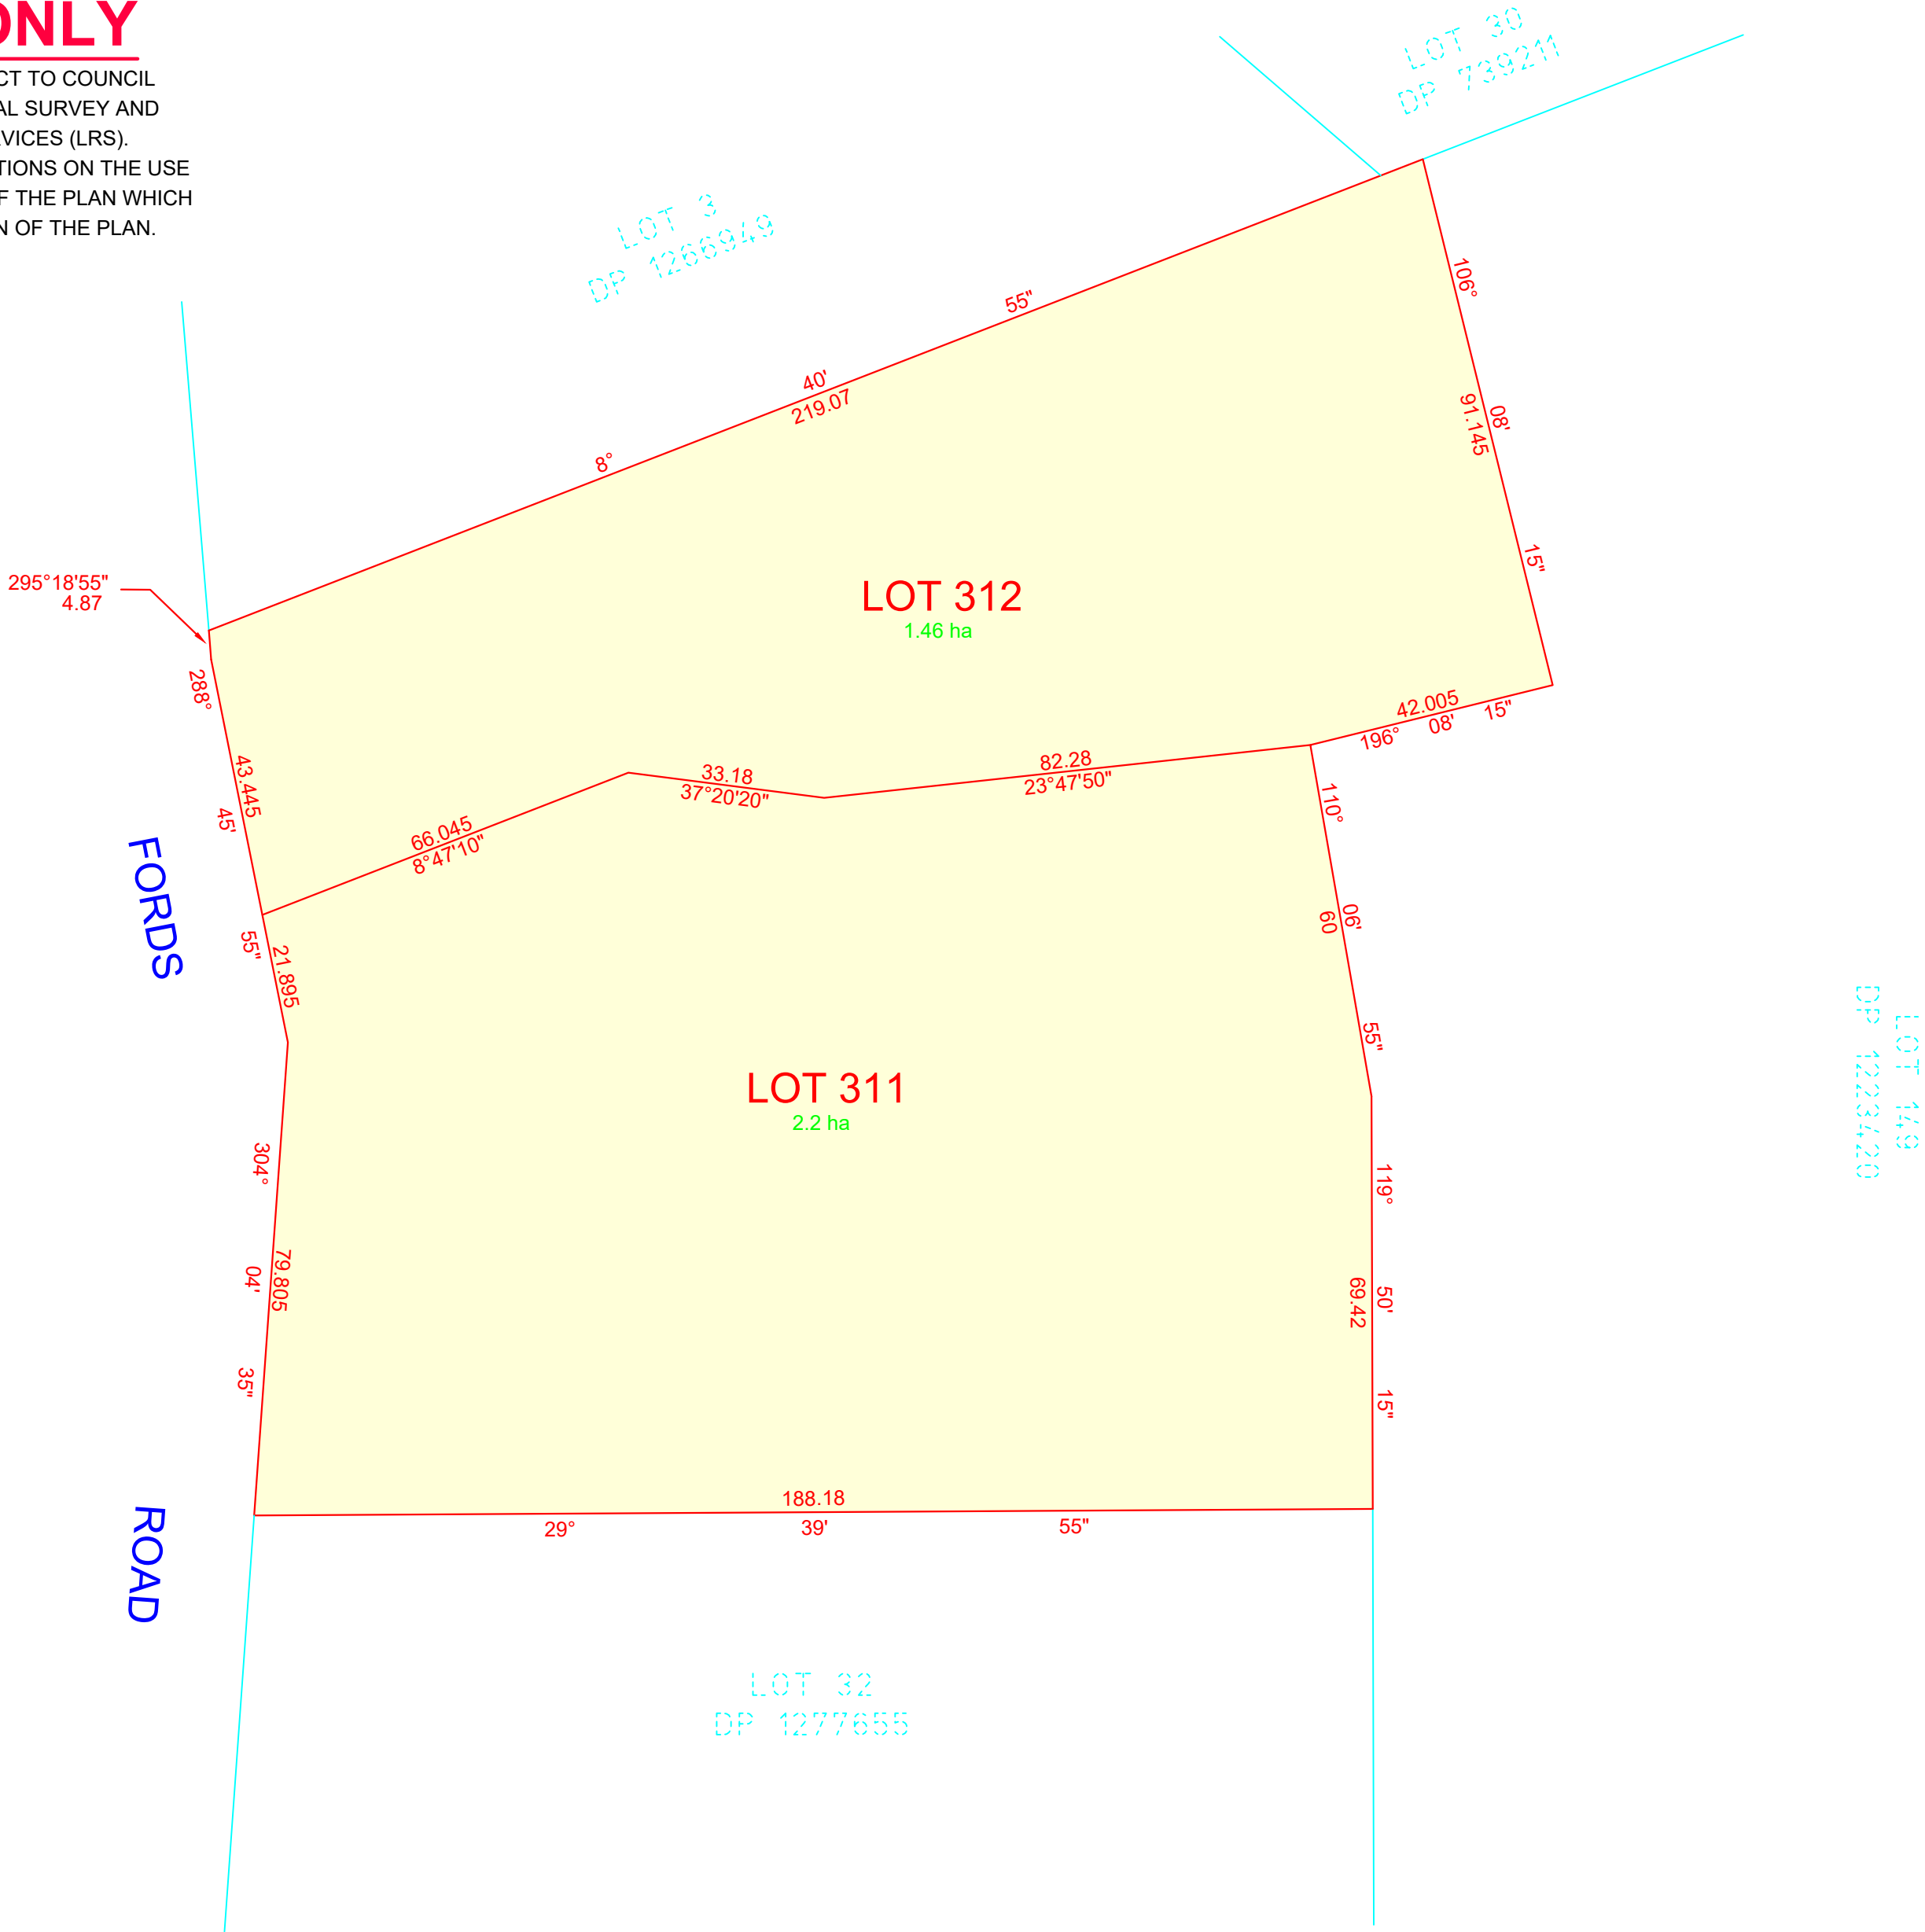 ONLY
CT TO COUNCIL
AL SURVEY AND
VICES (LRS).
TIONS ON THE USE
F THE PLAN WHICH
N OF THE PLAN.
LOT 30
DP 739211
LOT 3
DP 1266949
8° 40' 55"
219.07
106° 08' 15"
91.145
295°18'55"
4.87
LOT 312
1.46 ha
288° 45' 55"
43.445
42.005
196° 08' 15"
82.28
23°47'50"
33.18
37°20'20"
66.045
8°47'10"
110° 06' 55"
60
FORDS
21.895
LOT 149
DP 1223720
LOT 311
2.2 ha
304° 04' 35"
79.805
119° 50' 15"
69.42
188.18
29° 39' 55"
ROAD
LOT 32
DP 1277655